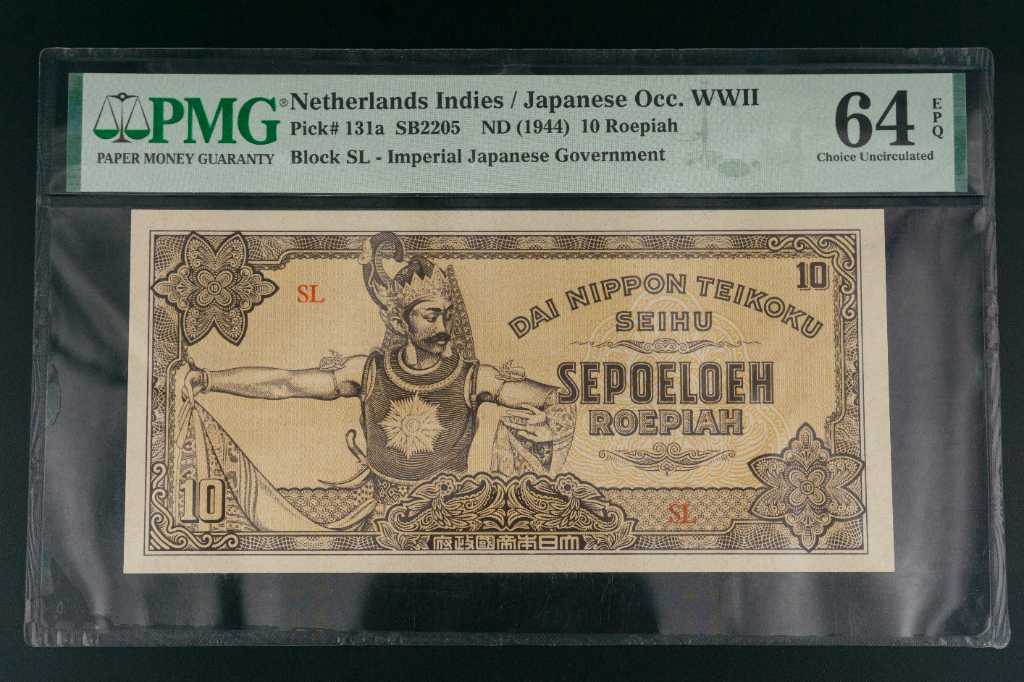 PMG® Netherlands Indies / Japanese Occ. WWII
Pick# 131a SB2205 ND (1944) 10 Roepiah
PAPER MONEY GUARANTY
Block SL - Imperial Japanese Government
64 EPQ
Choice Uncirculated
SL
10
DAI NIPPON TEIKOKU
SEIHU
SEPOELOEH
ROEPIAH
10
SL
府政國帝本日大